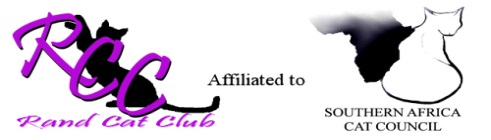 RCC
Rand Cat Club
Affiliated to
SOUTHERN AFRICA
CAT COUNCIL